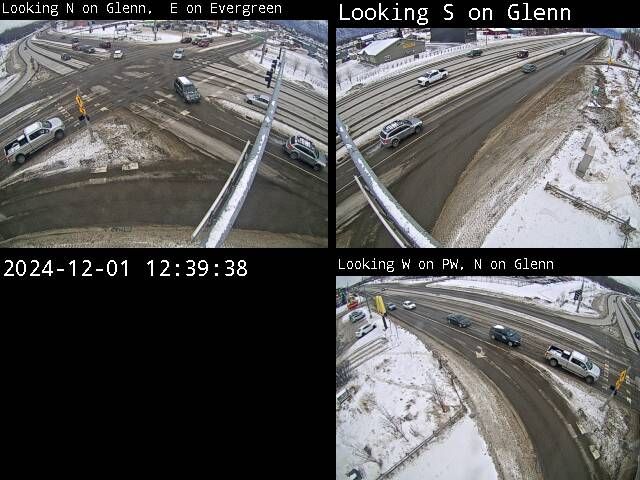 Looking N on Glenn,  E on Evergreen
Looking S on Glenn
2024-12-01 12:39:38
Looking W on PW, N on Glenn